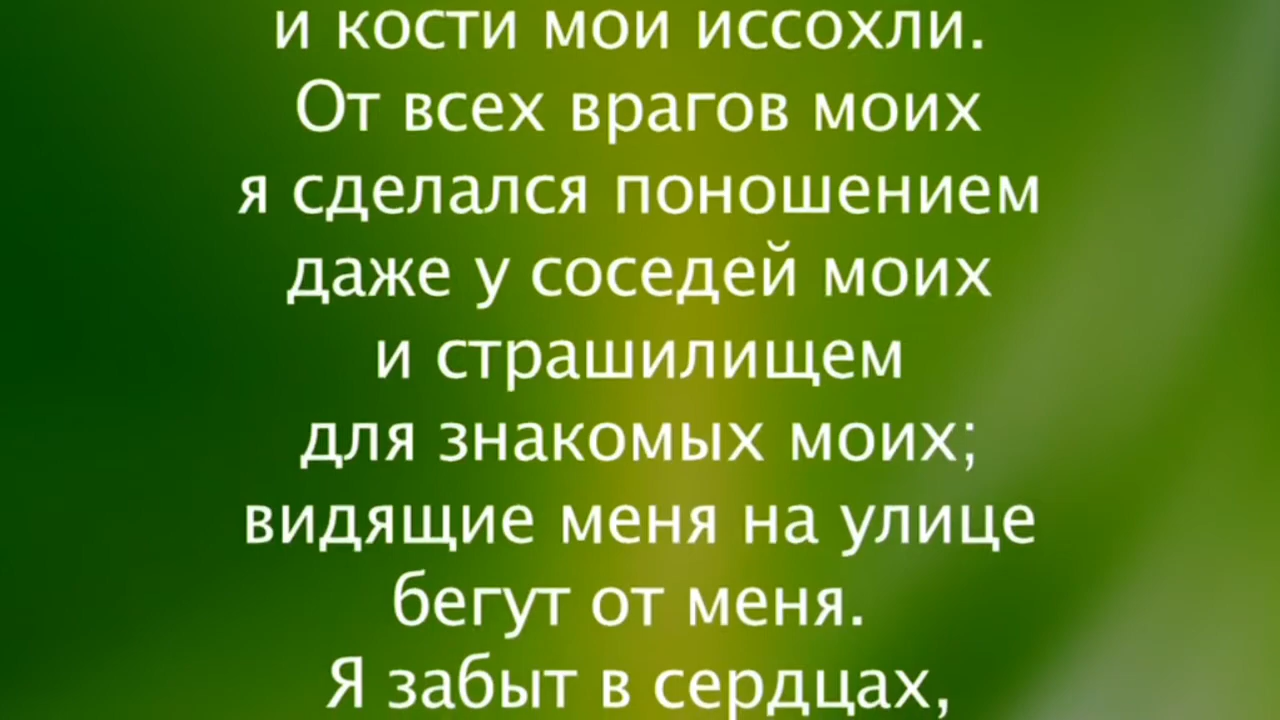 и кости мои иссохли.
От всех врагов моих
я сделался поношением
даже у соседей моих
и страшилищем
для знакомых моих;
видящие меня на улице
бегут от меня.
Я забыт в сердцах,